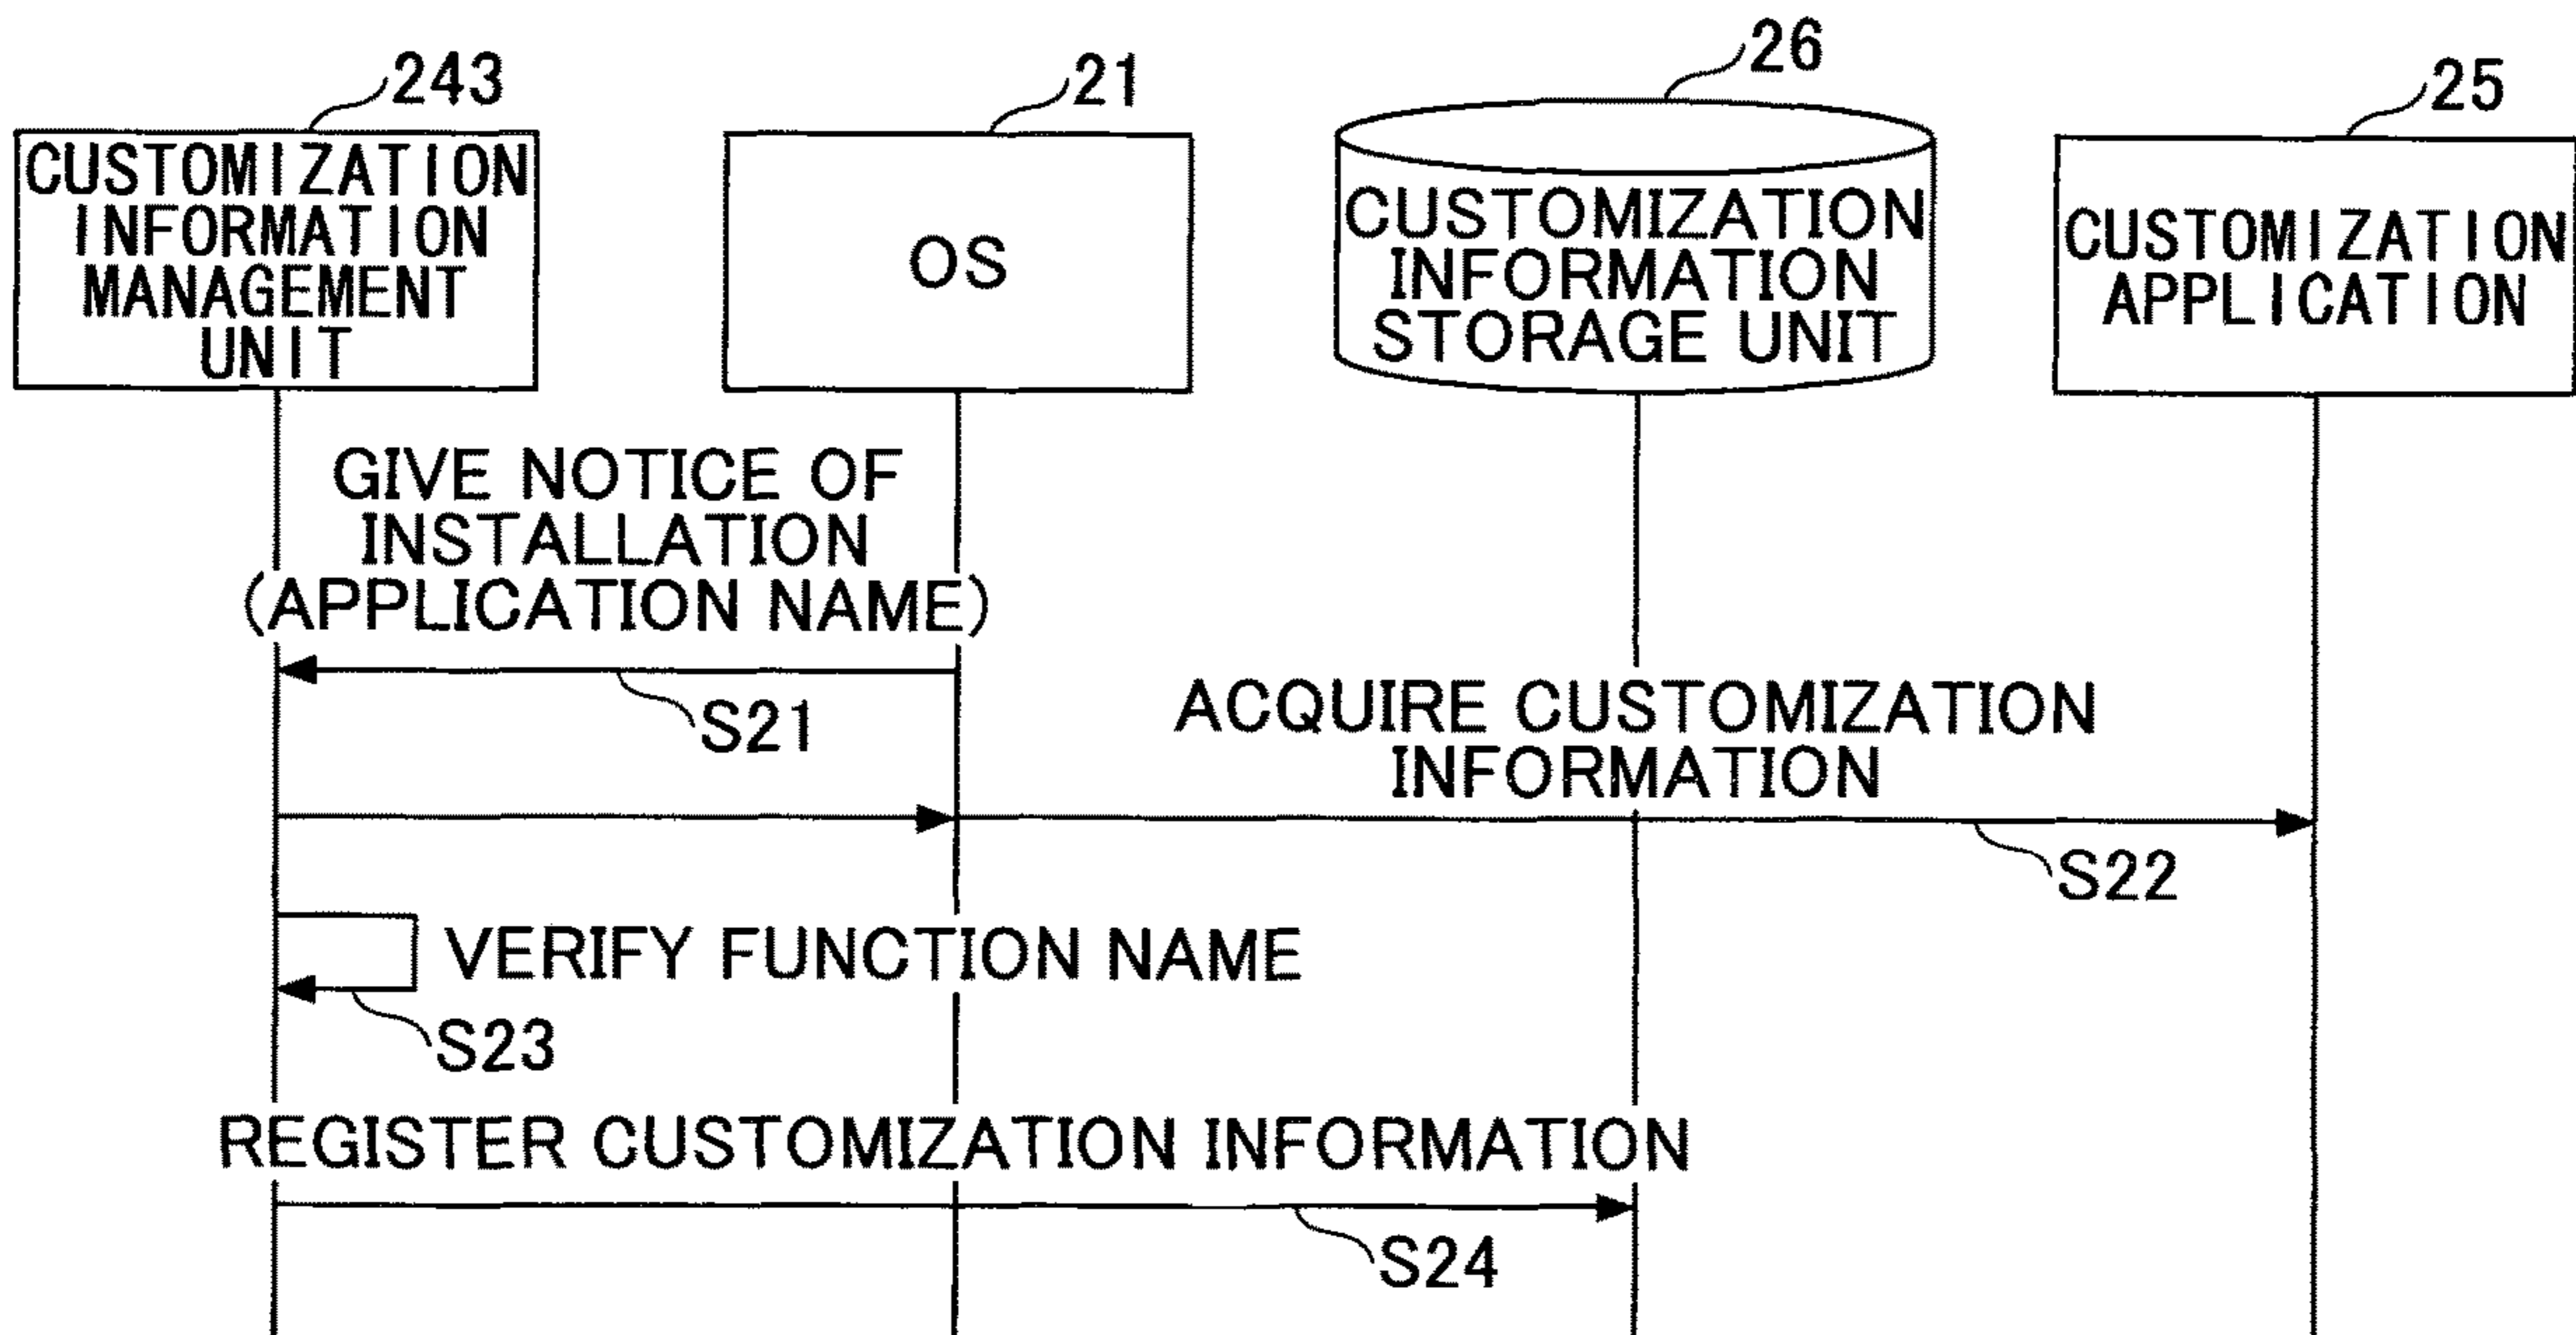 243
21
26
25
CUSTOMIZATION
INFORMATION
MANAGEMENT
UNIT
OS
CUSTOMIZATION
INFORMATION
STORAGE UNIT
CUSTOMIZATION
APPLICATION
GIVE NOTICE OF
INSTALLATION
(APPLICATION NAME)
S21
ACQUIRE CUSTOMIZATION
INFORMATION
S22
VERIFY FUNCTION NAME
S23
REGISTER CUSTOMIZATION INFORMATION
S24